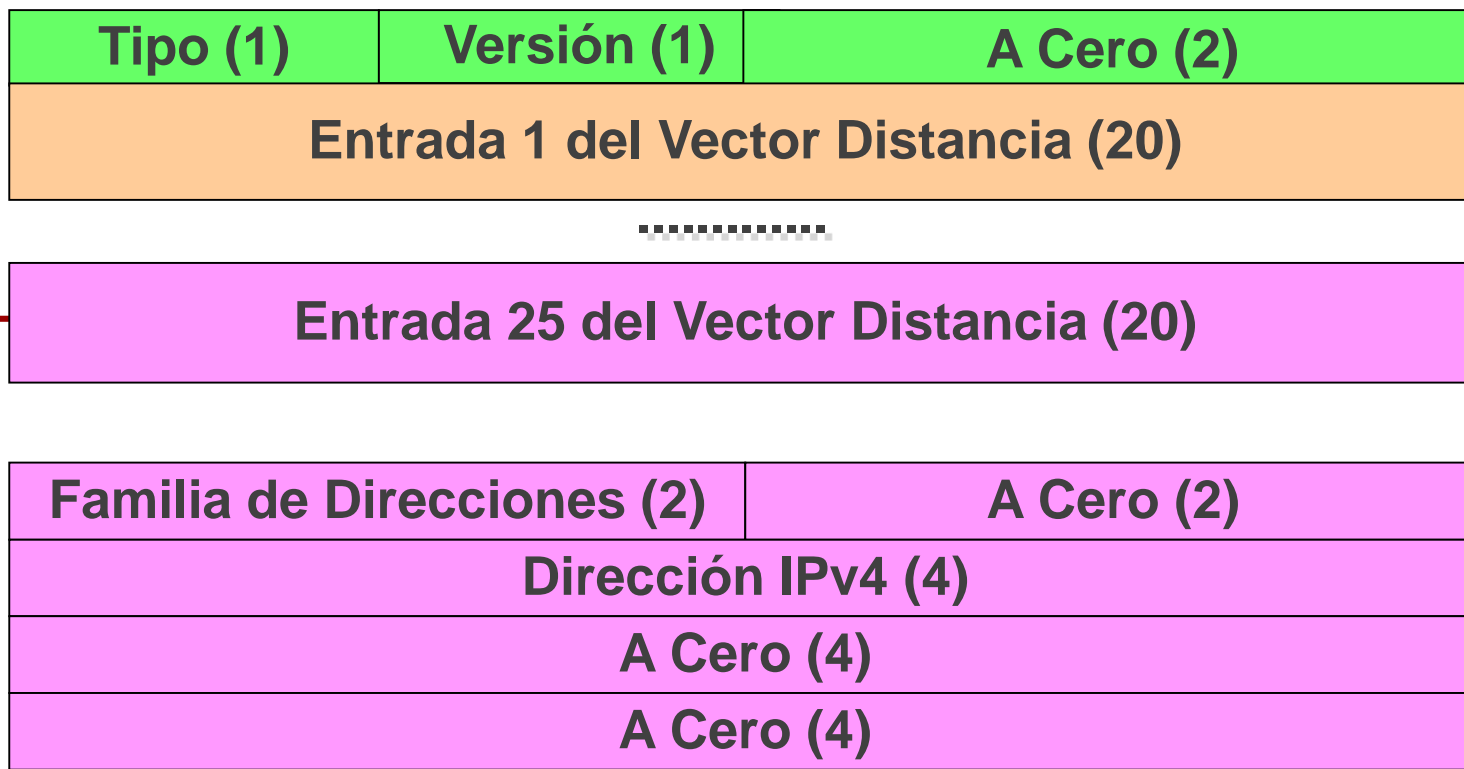 Tipo (1)
Versión (1)
A Cero (2)
Entrada 1 del Vector Distancia (20)
.............
Entrada 25 del Vector Distancia (20)
Familia de Direcciones (2)
A Cero (2)
Dirección IPv4 (4)
A Cero (4)
A Cero (4)